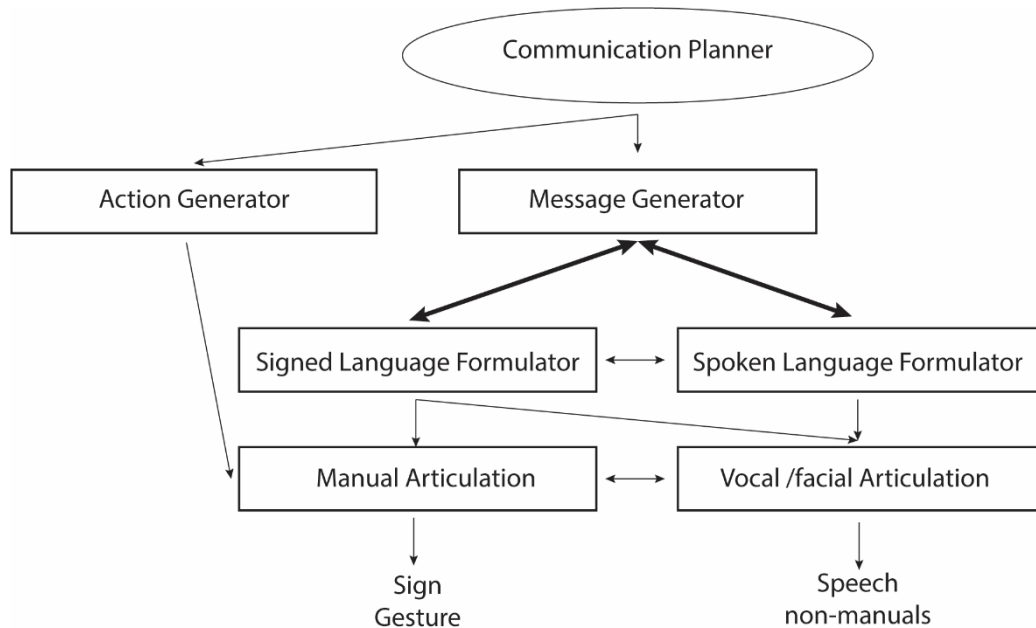 Communication Planner
Action Generator
Message Generator
Signed Language Formulator
Spoken Language Formulator
Manual Articulation
Vocal /facial Articulation
Sign
Gesture
Speech
non-manuals